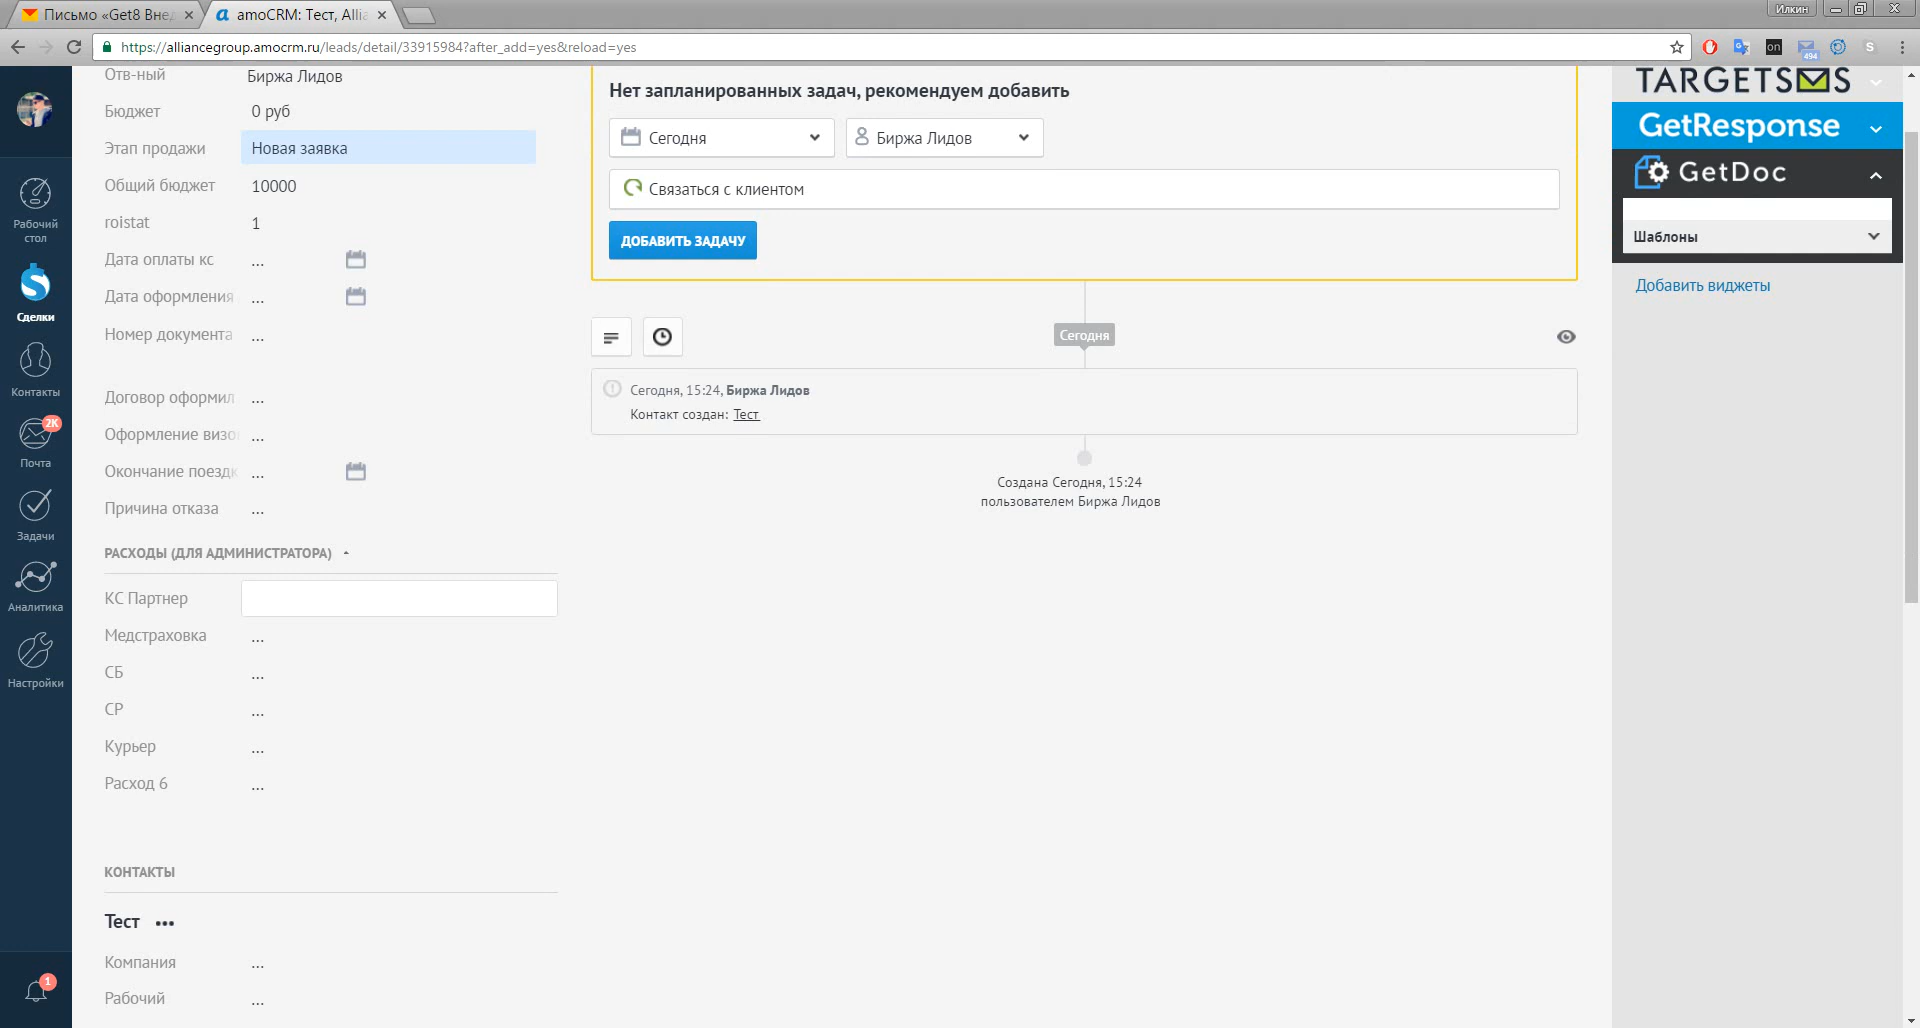 Письмо «Get8 Внед
amoCRM: Тест, Allia
Илкин
https://alliancegroup.amocrm.ru/leads/detail/33915984?after_add=yes&reload=yes
on
494
S
Рабочий
стол
Сделки
Контакты
2K
Почта
Задачи
Аналитика
Настройки
1
Отв-ный Биржа Лидов
Бюджет 0 руб
Этап продажи Новая заявка
Общий бюджет 10000
roistat 1
Дата оплаты кс ...
Дата оформления ...
Номер документа ...
Договор оформил ...
Оформление визо ...
Окончание поездк ...
Причина отказа ...
РАСХОДЫ (ДЛЯ АДМИНИСТРАТОРА)
КС Партнер
Медстраховка ...
СБ ...
СР ...
Курьер ...
Расход 6 ...
КОНТАКТЫ
Тест •••
Компания ...
Рабочий ...
Нет запланированных задач, рекомендуем добавить
Сегодня Биржа Лидов
Связаться с клиентом
ДОБАВИТЬ ЗАДАЧУ
Сегодня
Сегодня, 15:24, Биржа Лидов
Контакт создан: Тест
Создана Сегодня, 15:24
пользователем Биржа Лидов
TARGETSMS
GetResponse
GetDoc
Шаблоны
Добавить виджеты